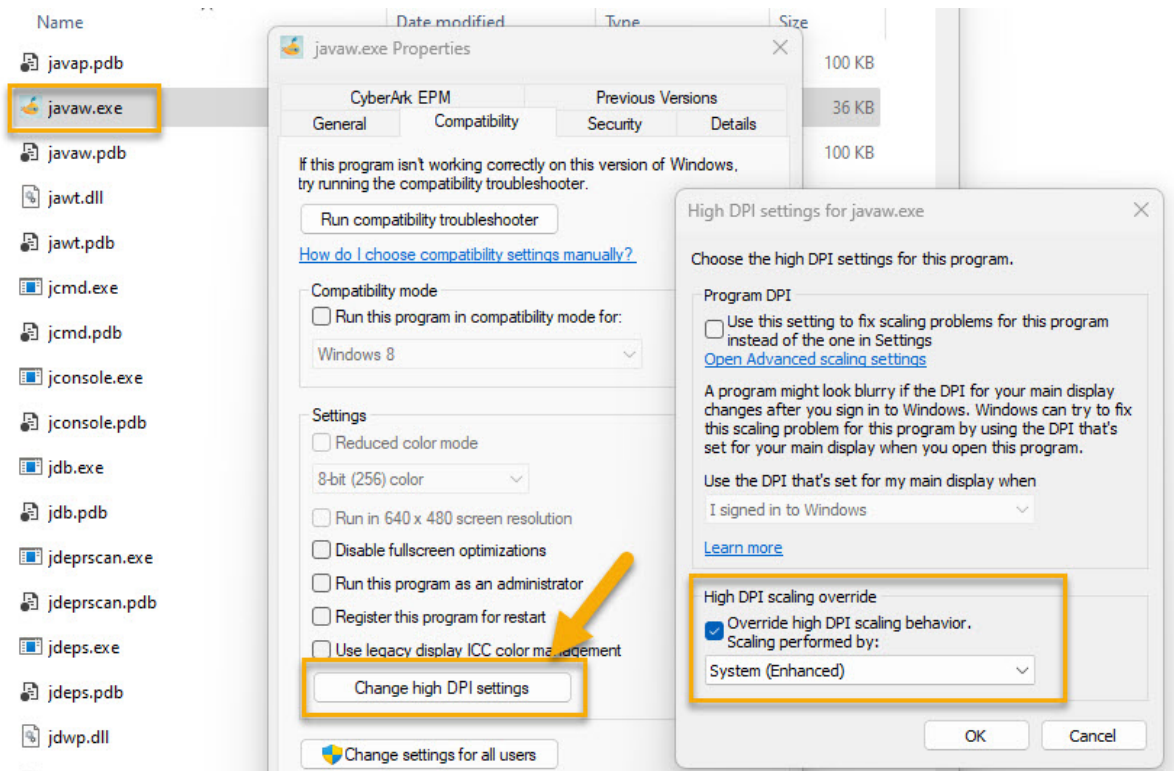 Name
Date modified
Type
Size
javap.pdb
100 KB
javaw.exe
36 KB
javaw.pdb
100 KB
jawt.dll
jawt.pdb
jcmd.exe
jcmd.pdb
jconsole.exe
jconsole.pdb
jdb.exe
jdb.pdb
jdeprscan.exe
jdeprscan.pdb
jdeps.exe
jdeps.pdb
jdwp.dll
javaw.exe Properties
CyberArk EPM
Previous Versions
General
Compatibility
Security
Details
If this program isn't working correctly on this version of Windows,
try running the compatibility troubleshooter.
Run compatibility troubleshooter
How do I choose compatibility settings manually?
Compatibility mode
Run this program in compatibility mode for:
Windows 8
Settings
Reduced color mode
8-bit (256) color
Run in 640 x 480 screen resolution
Disable fullscreen optimizations
Run this program as an administrator
Register this program for restart
Use legacy display ICC color management
Change high DPI settings
Change settings for all users
High DPI settings for javaw.exe
Choose the high DPI settings for this program.
Program DPI
Use this setting to fix scaling problems for this program
instead of the one in Settings
Open Advanced scaling settings
A program might look blurry if the DPI for your main display
changes after you sign in to Windows. Windows can try to fix
this scaling problem for this program by using the DPI that's
set for your main display when you open this program.
Use the DPI that's set for my main display when
I signed in to Windows
Learn more
High DPI scaling override
Override high DPI scaling behavior.
Scaling performed by:
System (Enhanced)
OK
Cancel